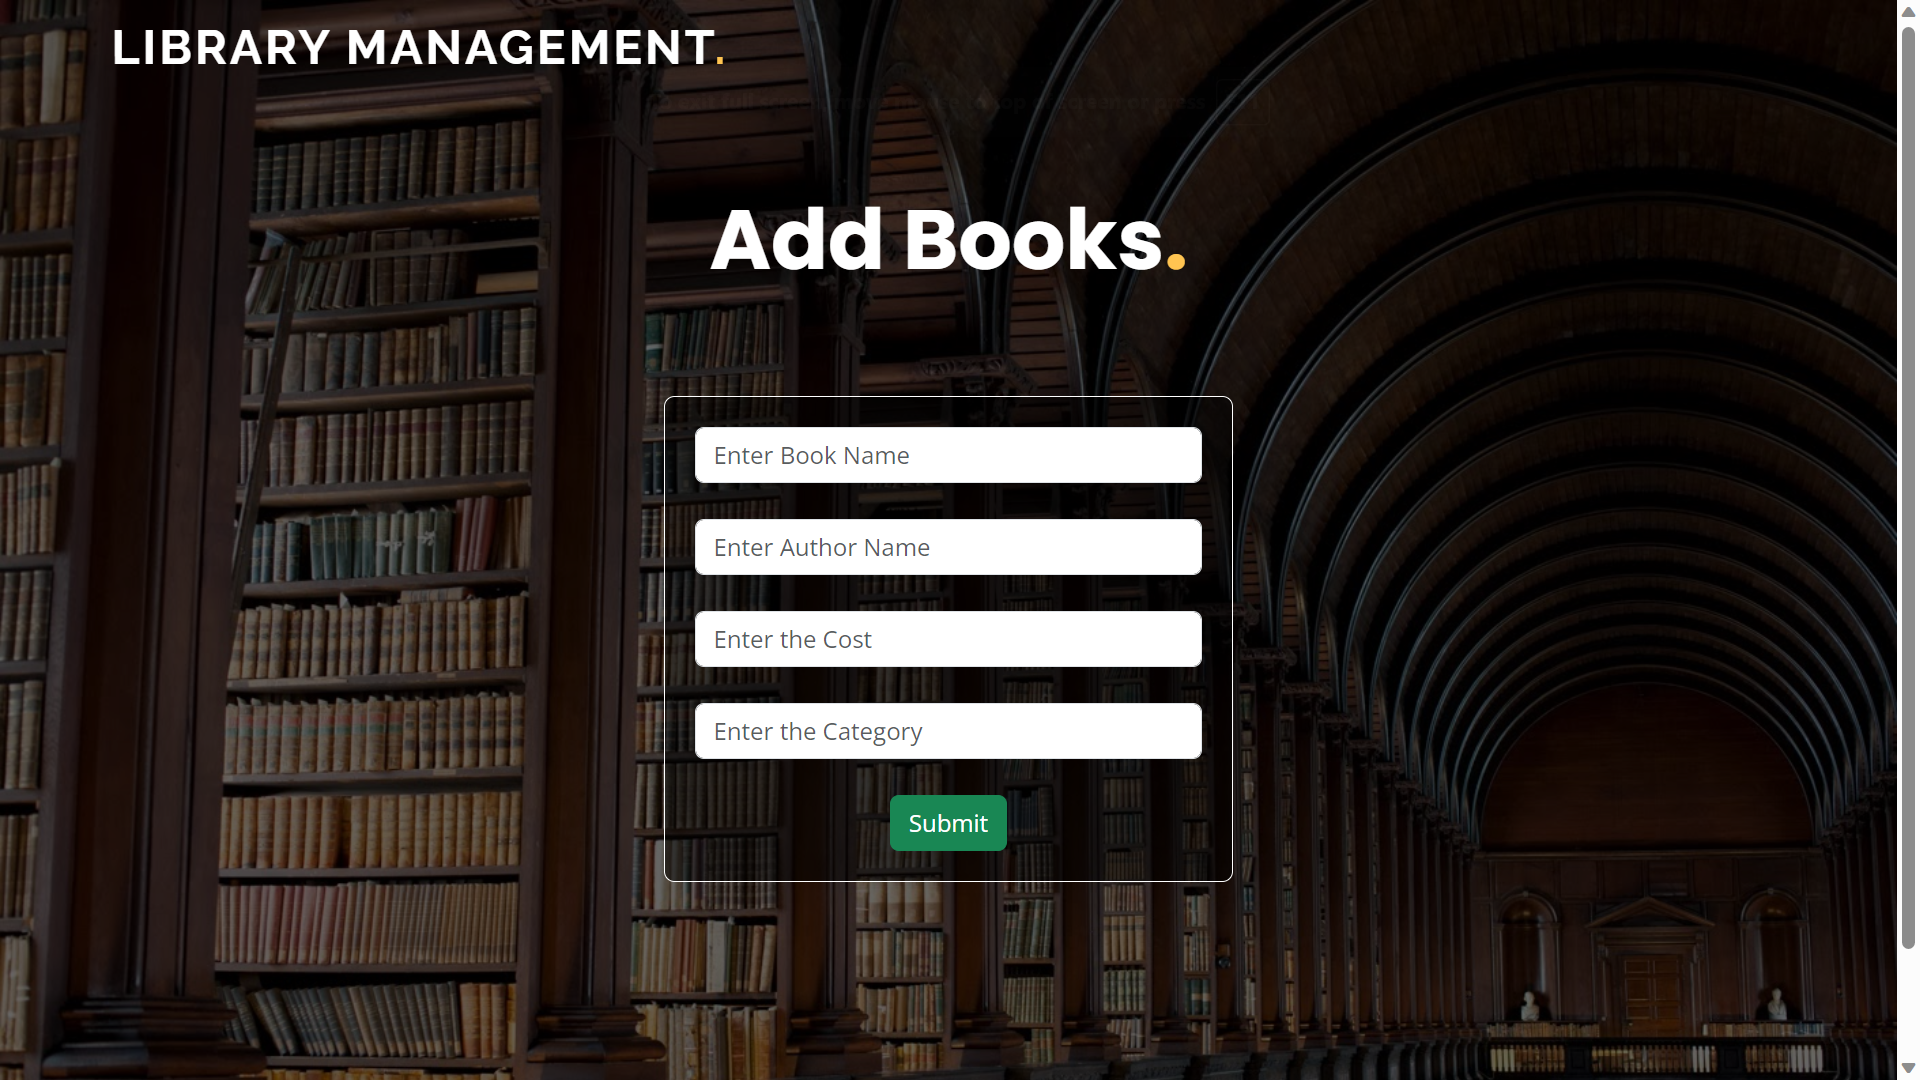 LIBRARY MANAGEMENT.
Add Books.
Enter Book Name
Enter Author Name
Enter the Cost
Enter the Category
Submit